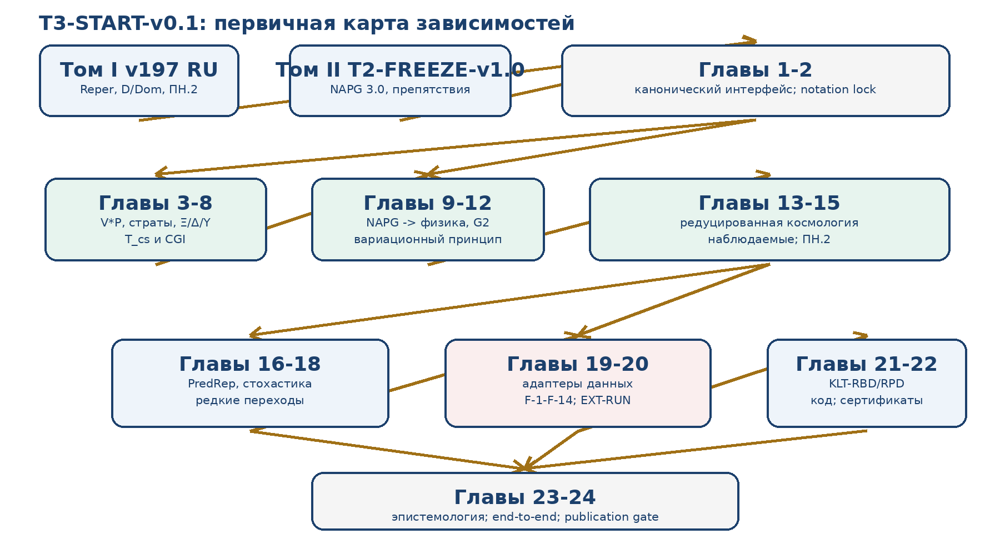 T3-START-v0.1: первичная карта зависимостей
Том I v197 RU
Reper, D/Dom, ПН.2
Том II T2-FREEZE-v1.0
NAPG 3.0, препятствия
Главы 1-2
канонический интерфейс; notation lock
Главы 3-8
V*P, страты, Ξ/Δ/Υ
T_cs и CGI
Главы 9-12
NAPG -> физика, G2
вариационный принцип
Главы 13-15
редуцированная космология
наблюдаемые; ПН.2
Главы 16-18
PredRep, стохастика
редкие переходы
Главы 19-20
адаптеры данных
F-1-F-14; EXT-RUN
Главы 21-22
KLT-RBD/RPD
код; сертификаты
Главы 23-24
эпистемология; end-to-end; publication gate